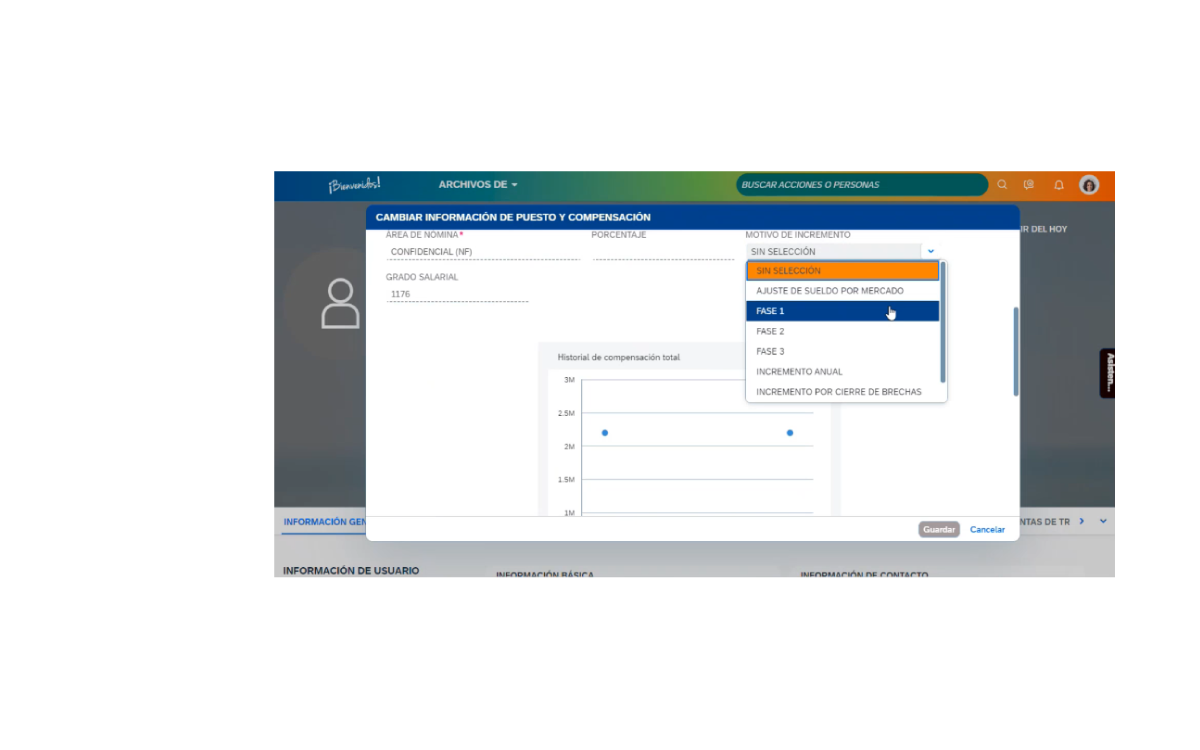 ¡Bienvenidos!
ARCHIVOS DE
BUSCAR ACCIONES O PERSONAS
CAMBIAR INFORMACIÓN DE PUESTO Y COMPENSACIÓN
IR DEL HOY
ÁREA DE NÓMINA*
PORCENTAJE
MOTIVO DE INCREMENTO
CONFIDENCIAL (NF)
SIN SELECCIÓN
GRADO SALARIAL
1176
SIN SELECCIÓN
AJUSTE DE SUELDO POR MERCADO
FASE 1
FASE 2
FASE 3
INCREMENTO ANUAL
INCREMENTO POR CIERRE DE BRECHAS
Historial de compensación total
3M
2.5M
2M
1.5M
1M
Asisten...
Guardar
Cancelar
INFORMACIÓN GEN
NTAS DE TR
INFORMACIÓN DE USUARIO
INFORMACIÓN BÁSICA
INFORMACIÓN DE CONTACTO